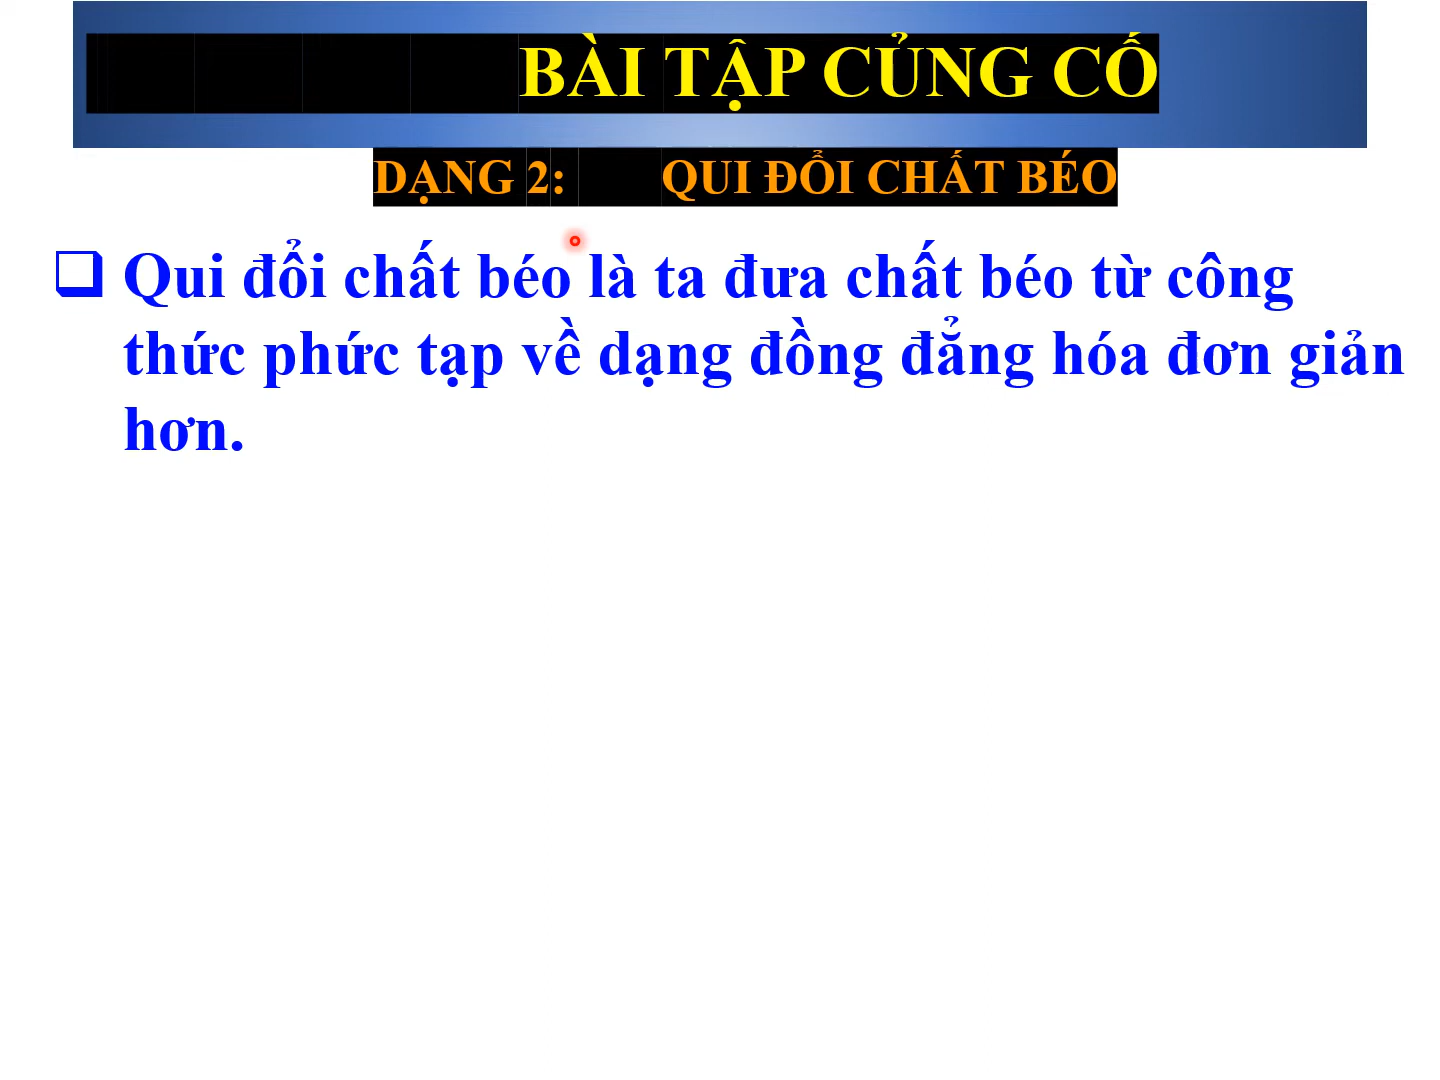 BÀI TẬP CỦNG CỐ
DẠNG 2: QUI ĐỔI CHẤT BÉO
Qui đổi chất béo là ta đưa chất béo từ công
thức phức tạp về dạng đồng đẳng hóa đơn giản
hơn.